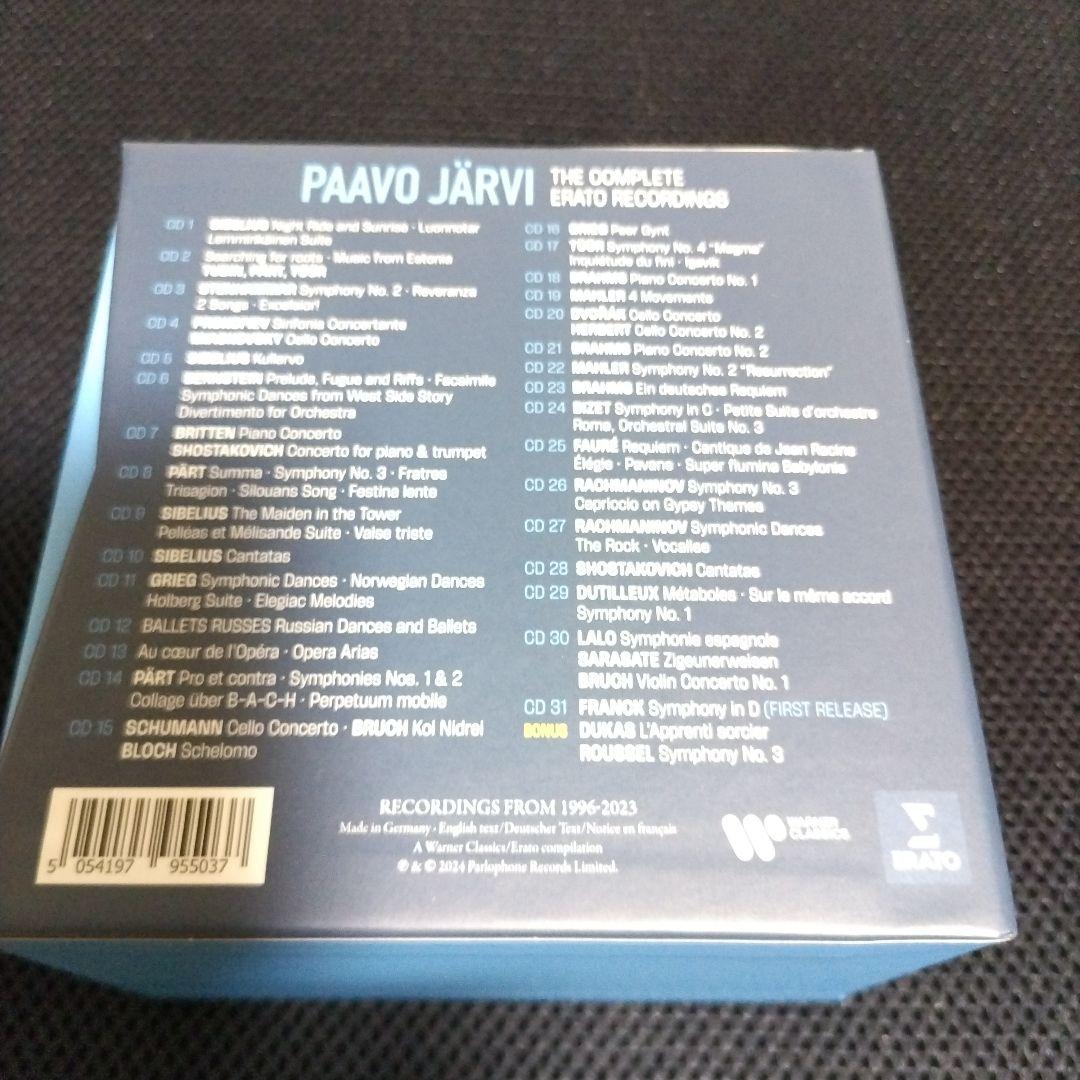 PAAVO JÄRVI THE COMPLETE
ERATO RECORDINGS
CD 1 SIBELIUS Night Ride and Sunrise · Luonnotar
Lemminkäinen Suite
CD 2 Searching for roots · Music from Estonia
TUBIN, PÄRT, TÜÜR
CD 3 STENHAMMAR Symphony No. 2 · Reverenza
2 Songs · Excelsior!
CD 4 PROKOFIEV Sinfonia Concertante
MIASKOVSKY Cello Concerto
CD 5 SIBELIUS Kullervo
CD 6 BERNSTEIN Prelude, Fugue and Riffs · Facsimile
Symphonic Dances from West Side Story
Divertimento for Orchestra
CD 7 BRITTEN Piano Concerto
SHOSTAKOVICH Concerto for piano & trumpet
CD 8 PÄRT Summa · Symphony No. 3 · Fratres
Trisagion · Silouans Song · Festina lente
CD 9 SIBELIUS The Maiden in the Tower
Pelléas et Mélisande Suite · Valse triste
CD 10 SIBELIUS Cantatas
CD 11 GRIEG Symphonic Dances · Norwegian Dances
Holberg Suite · Elegiac Melodies
CD 12 BALLETS RUSSES Russian Dances and Ballets
CD 13 Au cœur de l'Opéra · Opera Arias
CD 14 PÄRT Pro et contra · Symphonies Nos. 1 & 2
Collage über B-A-C-H · Perpetuum mobile
CD 15 SCHUMANN Cello Concerto · BRUCH Kol Nidrei
BLOCH Schelomo
CD 16 GRIEG Peer Gynt
CD 17 TÜÜR Symphony No. 4 "Magma"
Inquiétude du fini · Igavik
CD 18 BRAHMS Piano Concerto No. 1
CD 19 MAHLER 4 Movements
CD 20 DVOŘÁK Cello Concerto
HERBERT Cello Concerto No. 2
CD 21 BRAHMS Piano Concerto No. 2
CD 22 MAHLER Symphony No. 2 "Resurrection"
CD 23 BRAHMS Ein deutsches Requiem
CD 24 BIZET Symphony in C · Petite Suite d'orchestre
Roma, Orchestral Suite No. 3
CD 25 FAURÉ Requiem · Cantique de Jean Racine
Élégie · Pavane · Super flumina Babylonis
CD 26 RACHMANINOV Symphony No. 3
Capriccio on Gypsy Themes
CD 27 RACHMANINOV Symphonic Dances
The Rock · Vocalise
CD 28 SHOSTAKOVICH Cantatas
CD 29 DUTILLEUX Métaboles · Sur le même accord
Symphony No. 1
CD 30 LALO Symphonie espagnole
SARASATE Zigeunerweisen
BRUCH Violin Concerto No. 1
CD 31 FRANCK Symphony in D (FIRST RELEASE)
BONUS DUKAS L'Apprenti sorcier
ROUSSEL Symphony No. 3
RECORDINGS FROM 1996-2023
Made in Germany · English text/Deutscher Text/Notice en français
A Warner Classics/Erato compilation
℗ & © 2024 Parlophone Records Limited.
5 054197 955037
WARNER
CLASSICS
ERATO